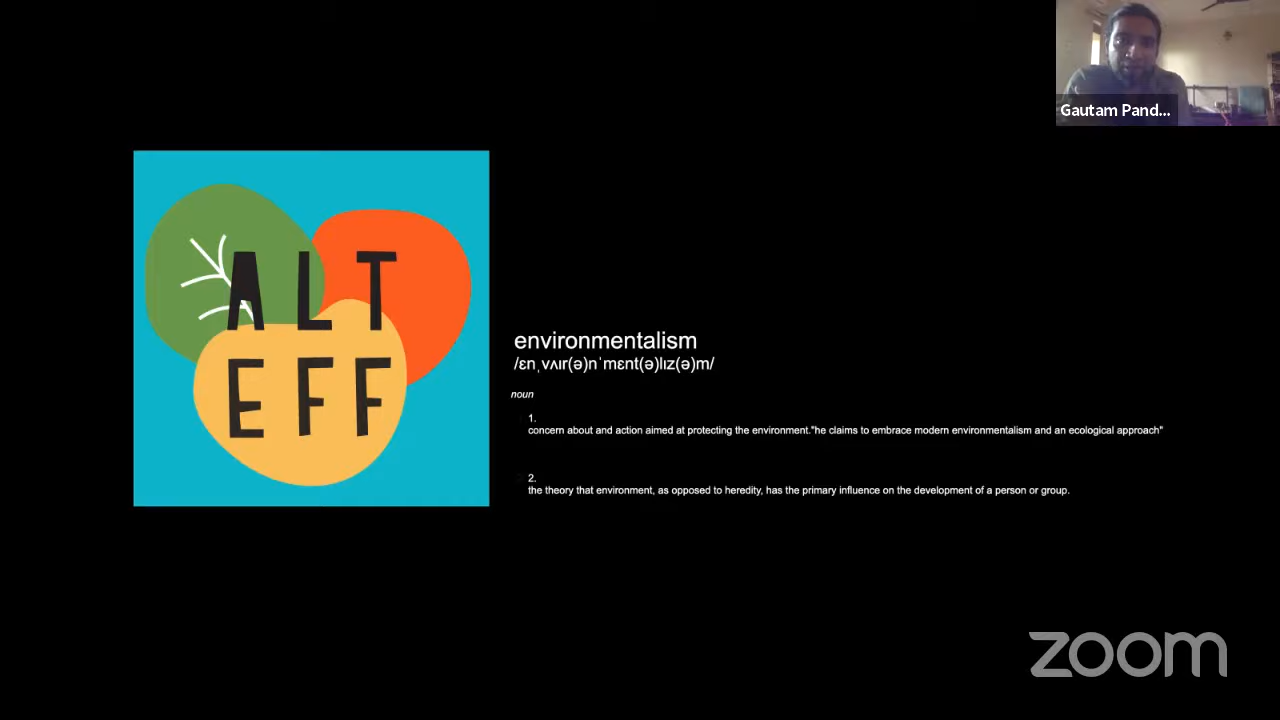 Gautam Pand...
ALT
EFF
environmentalism
/ɛnˌvʌɪr(ə)nˈmɛnt(ə)lɪz(ə)m/
noun
1.
concern about and action aimed at protecting the environment."he claims to embrace modern environmentalism and an ecological approach"
2.
the theory that environment, as opposed to heredity, has the primary influence on the development of a person or group.
zoom